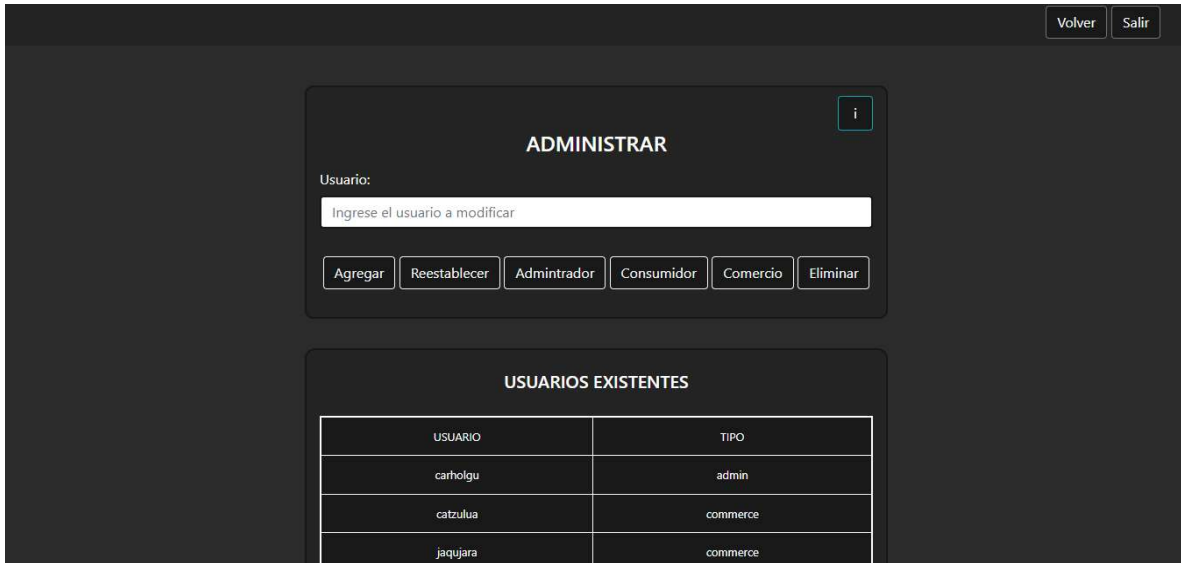 Volver Salir
i
ADMINISTRAR
Usuario:
Ingrese el usuario a modificar
Agregar Reestablecer Admintrador Consumidor Comercio Eliminar
USUARIOS EXISTENTES
USUARIO TIPO
carholgu admin
catzulua commerce
jaqujara commerce